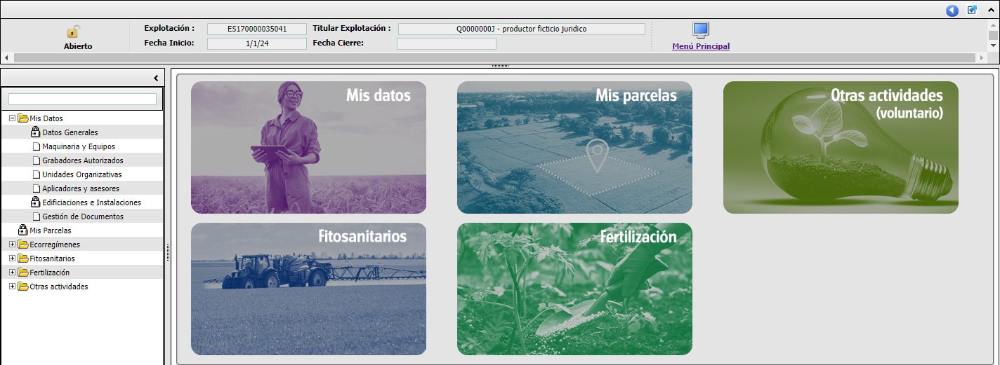 Explotación : ES170000035041 Titular Explotación : Q0000000J - productor ficticio juridico
Abierto Fecha Inicio: 1/1/24 Fecha Cierre: Menú Principal
Mis Datos
Datos Generales
Maquinaria y Equipos
Grabadores Autorizados
Unidades Organizativas
Aplicadores y asesores
Edificiaciones e Instalaciones
Gestión de Documentos
Mis Parcelas
Ecorregímenes
Fitosanitarios
Fertilización
Otras actividades
Mis datos
Mis parcelas
Otras actividades
(voluntario)
Fitosanitarios
Fertilización